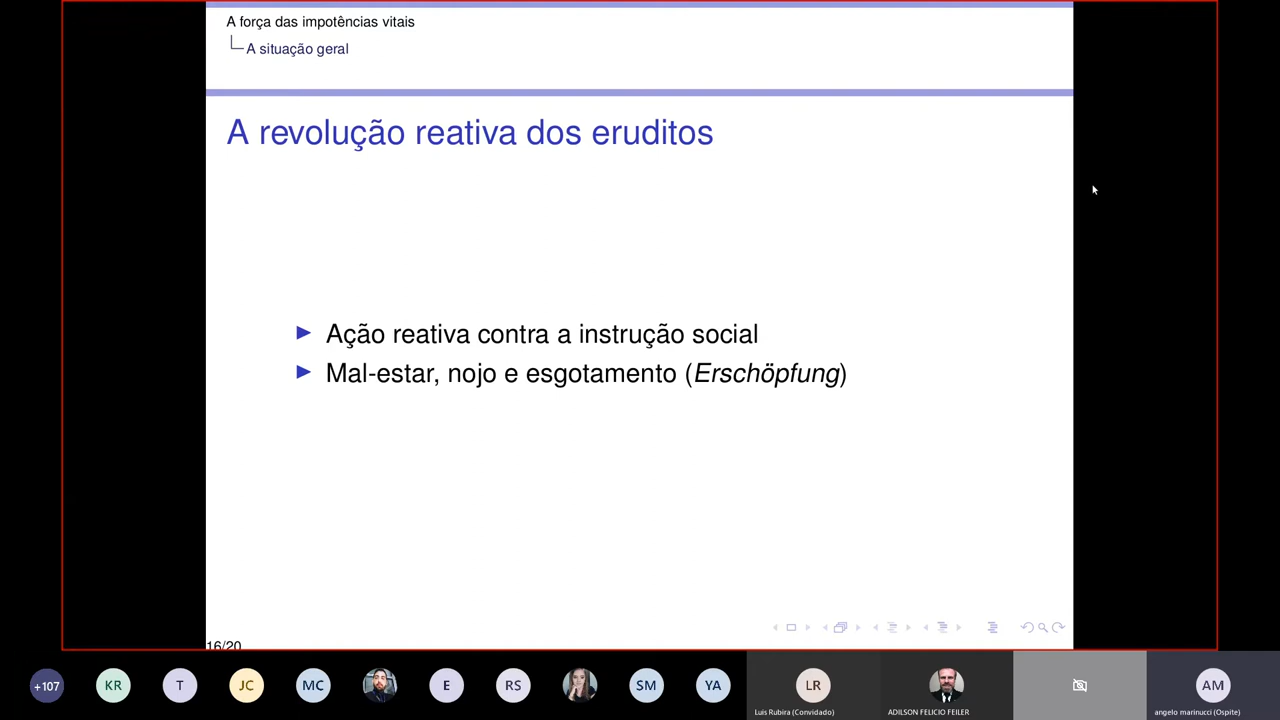 A força das impotências vitais
A situação geral
A revolução reativa dos eruditos
Ação reativa contra a instrução social
Mal-estar, nojo e esgotamento (Erschöpfung)
16/20
+107
KR
T
JC
MC
E
RS
SM
YA
LR
Luis Rubira (Convidado)
ADILSON FELICIO FEILER
AM
angelo marinucci (Ospite)